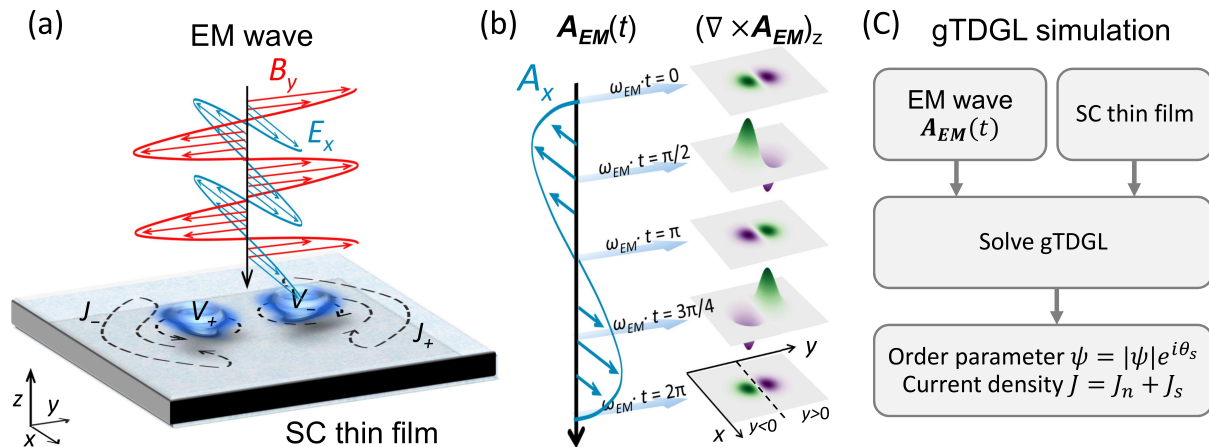 (a)
EM wave
B_y
E_x
J_-
V_+
V_-
J_+
z
y
x
SC thin film
(b)
A_EM(t)
(∇ × A_EM)_z
A_x
ω_EM· t = 0
ω_EM· t = π/2
ω_EM· t = π
ω_EM· t = 3π/4
ω_EM· t = 2π
y
x
y<0
y>0
(C)
gTDGL simulation
EM wave
A_EM(t)
SC thin film
Solve gTDGL
Order parameter ψ = |ψ|e^{iθ_s}
Current density J = J_n + J_s